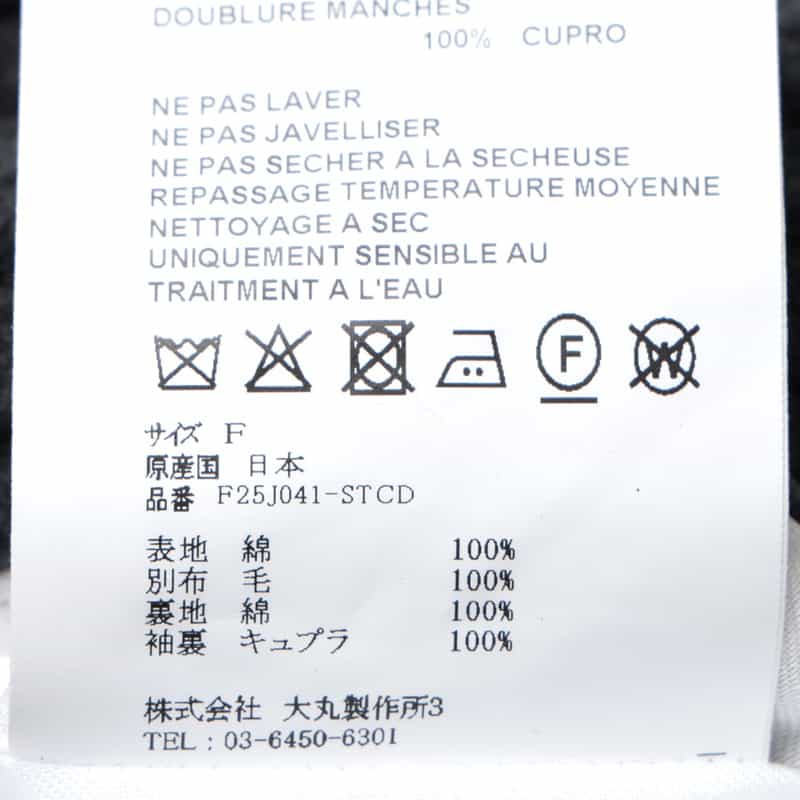 DOUBLURE MANCHES
100% CUPRO
NE PAS LAVER
NE PAS JAVELLISER
NE PAS SECHER A LA SECHEUSE
REPASSAGE TEMPERATURE MOYENNE
NETTOYAGE A SEC
UNIQUEMENT SENSIBLE AU
TRAITMENT A L'EAU
F W
サイズ F
原産国 日本
品番 F25J041-STCD
表地 綿 100%
別布 毛 100%
裏地 綿 100%
袖裏 キュプラ 100%
株式会社 大丸製作所3
TEL : 03-6450-6301